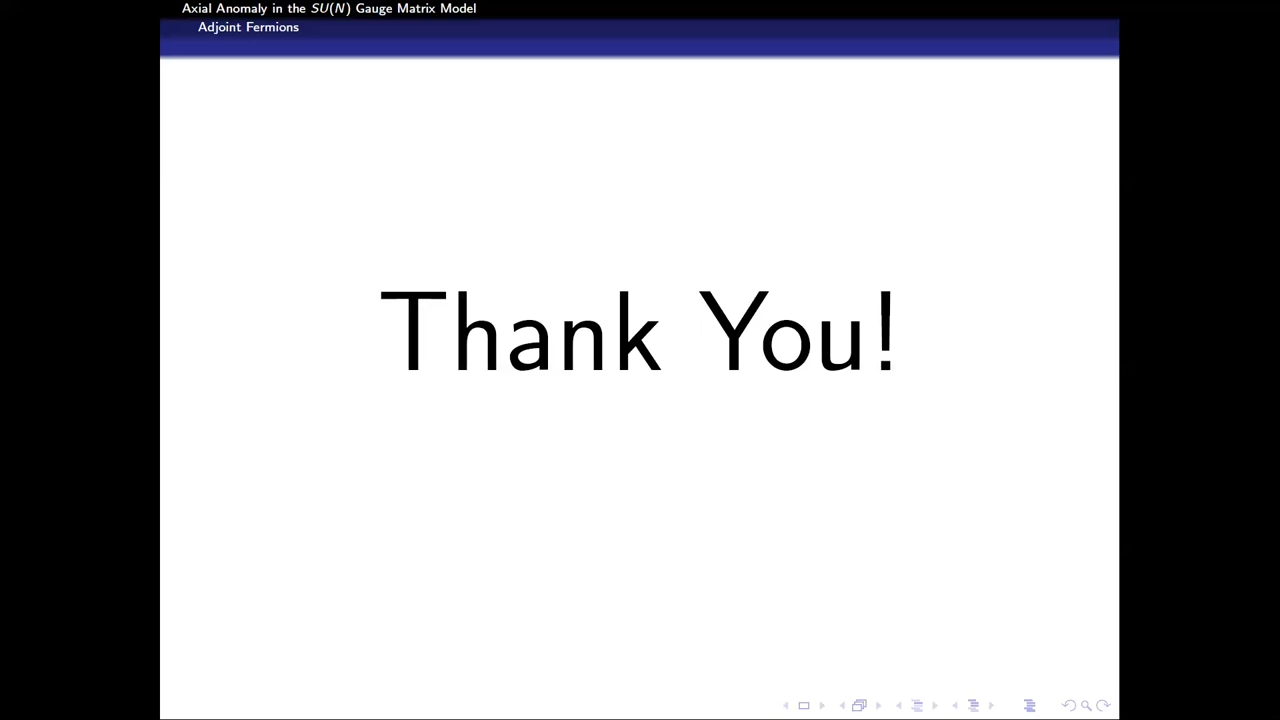 Axial Anomaly in the SU(N) Gauge Matrix Model
Adjoint Fermions
Thank You!